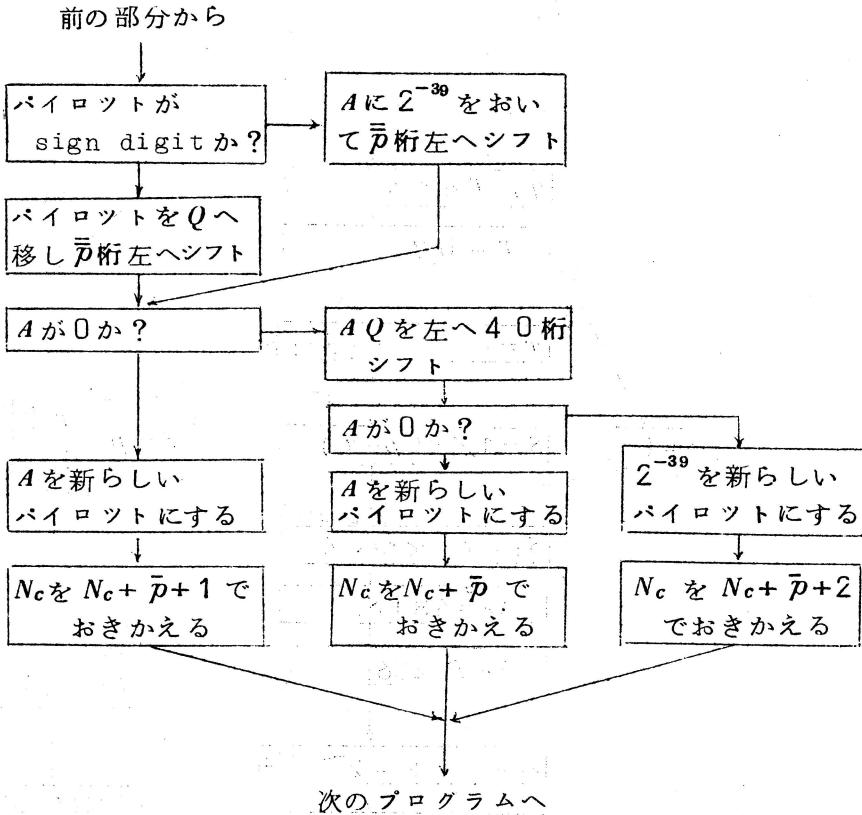 前の部分から
パイロットが
sign digitか?
Aに2⁻³⁹をおい
てp̿桁左へシフト
パイロットをQへ
移しp̿桁左へシフト
Aが0か?
AQを左へ40桁
シフト
Aが0か?
Aを新らしい
パイロットにする
Aを新らしい
パイロットにする
2⁻³⁹を新らしい
パイロットにする
NcをNc+p̄+1で
おきかえる
NcをNc+p̄で
おきかえる
NcをNc+p̄+2
でおきかえる
次のプログラムへ